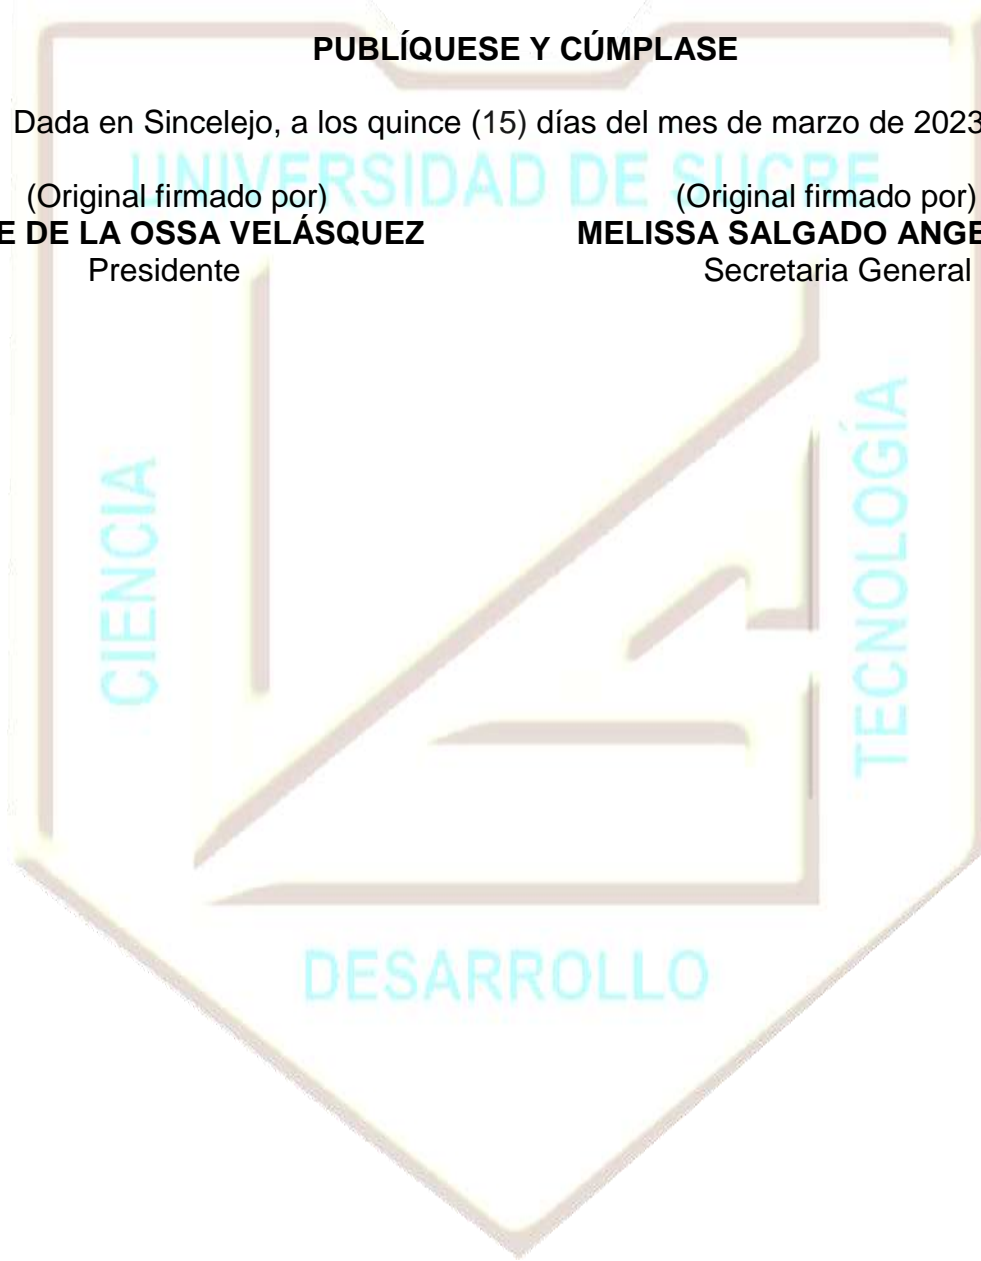 PUBLÍQUESE Y CÚMPLASE
Dada en Sincelejo, a los quince (15) días del mes de marzo de 2023
UNIVERSIDAD DE SUCRE
(Original firmado por) (Original firmado por)
DE LA OSSA VELÁSQUEZ MELISSA SALGADO
Presidente Secretaria General
CIENCIA
TECNOLOGÍA
DESARROLLO